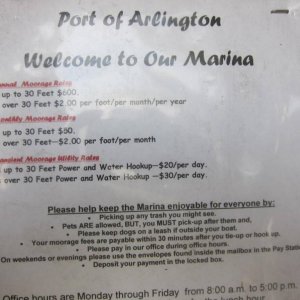 Port of Arlington
Welcome to Our Marina
Moorage Rates
up to 30 Feet $600.
over 30 Feet $2.00 per foot/per month/per year
Moorage Rates
up to 30 Feet $50.
over 30 Feet—$2.00 per foot/per month
Moorage W/dity Rates
up to 30 Feet Power and Water Hookup—$20/per day.
over 30 Feet Power and Water Hookup —$30/per day.
Please help keep the Marina enjoyable for everyone by:
• Picking up any trash you might see.
• Pets ARE allowed, BUT, you MUST pick-up after them and,
• Please keep dogs on a leash if outside your boat.
• Your moorage fees are payable within 30 minutes after you tie-up or hook up.
• Please pay in our office during office hours.
On weekends or evenings please use the envelopes found inside the mailbox in the Pay
• Deposit your payment in the locked box.
Office hours are Monday through Friday from 8:00 a.m. to 5:00 p.m.
lunch hour